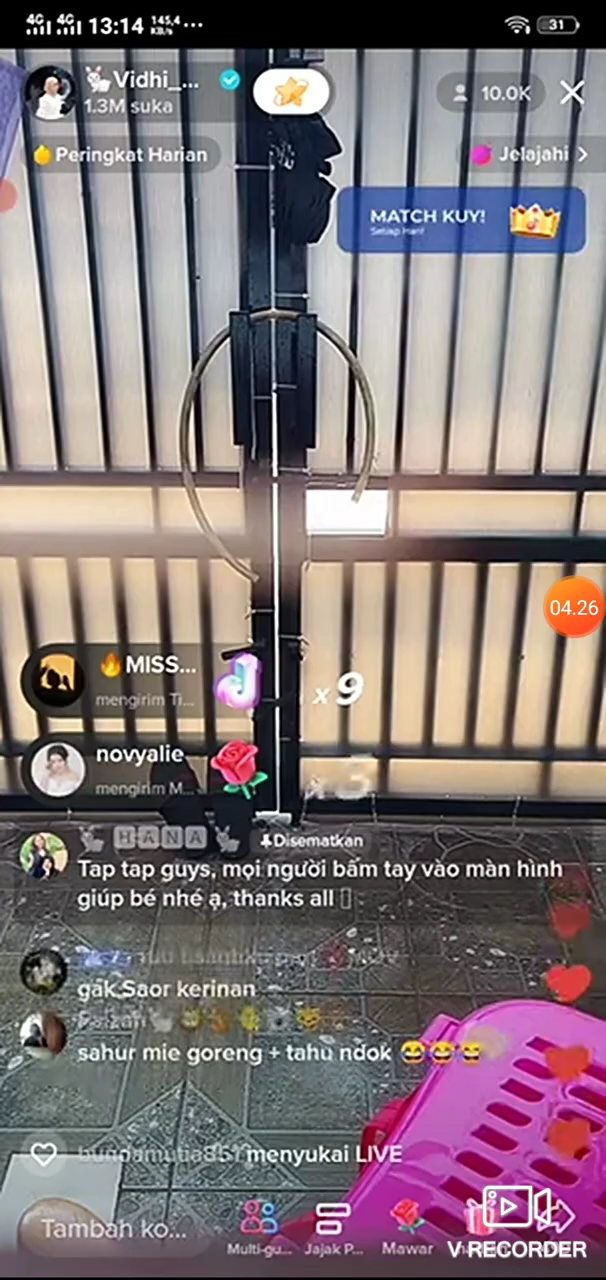 4G 4G 13:14 145,4 KB/s ... 31
Vidhi_...
1.3M suka
10.0K
Peringkat Harian
Jelajahi >
MATCH KUY!
Setiap Hari!
04.26
MISS...
mengirim Ti...
x9
novyalie
mengirim M...
HANA Disematkan
Tap tap guys, mọi người bấm tay vào màn hình
giúp bé nhé ạ, thanks all
gak Saor kerinan
sahur mie goreng + tahu ndok
menyukai LIVE
Tambah ko...
Multi-gu...
Jajak P...
Mawar
V RECORDER